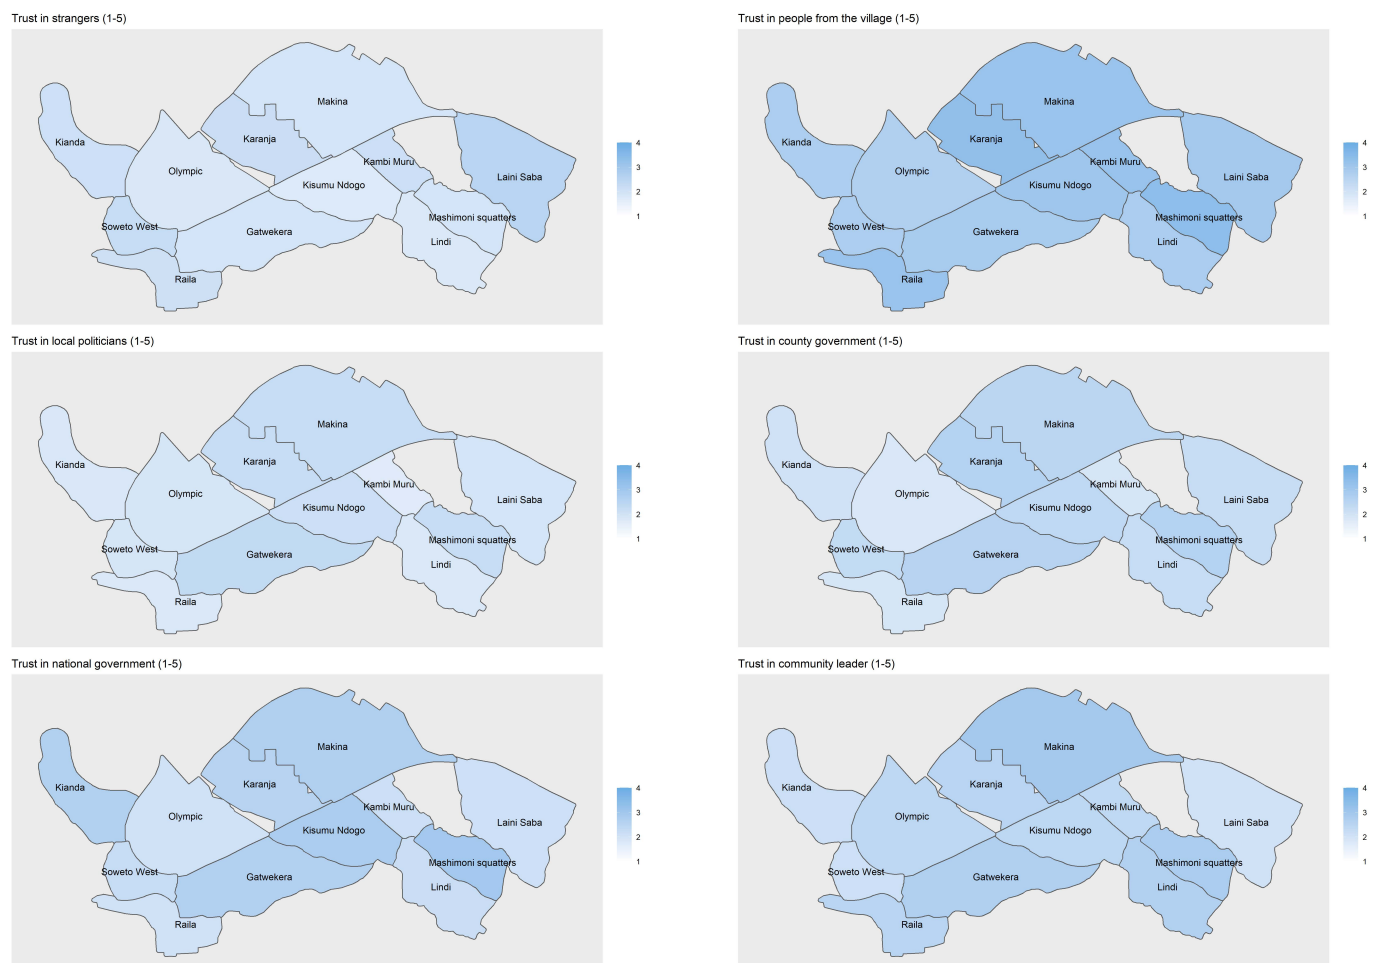 Trust in strangers (1-5)
Makina
Kianda
Karanja
Kambi Muru
Olympic
Laini Saba
Kisumu Ndogo
Mashimoni squatters
Soweto West
Gatwekera
Lindi
Raila
4
3
2
1
Trust in people from the village (1-5)
Makina
Kianda
Karanja
Kambi Muru
Olympic
Laini Saba
Kisumu Ndogo
Mashimoni squatters
Soweto West
Gatwekera
Lindi
Raila
4
3
2
1
Trust in local politicians (1-5)
Makina
Kianda
Karanja
Kambi Muru
Olympic
Laini Saba
Kisumu Ndogo
Mashimoni squatters
Soweto West
Gatwekera
Lindi
Raila
4
3
2
1
Trust in county government (1-5)
Makina
Kianda
Karanja
Kambi Muru
Olympic
Laini Saba
Kisumu Ndogo
Mashimoni squatters
Soweto West
Gatwekera
Lindi
Raila
4
3
2
1
Trust in national government (1-5)
Makina
Kianda
Karanja
Kambi Muru
Olympic
Laini Saba
Kisumu Ndogo
Mashimoni squatters
Soweto West
Gatwekera
Lindi
Raila
4
3
2
1
Trust in community leader (1-5)
Makina
Kianda
Karanja
Kambi Muru
Olympic
Laini Saba
Kisumu Ndogo
Mashimoni squatters
Soweto West
Gatwekera
Lindi
Raila
4
3
2
1